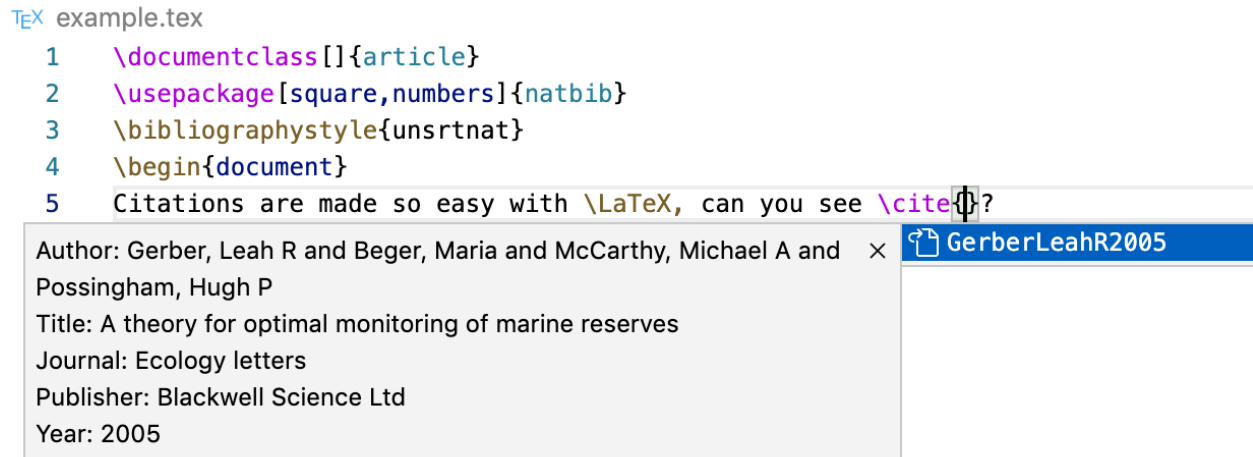 TEX example.tex
1 \documentclass[]{article}
2 \usepackage[square,numbers]{natbib}
3 \bibliographystyle{unsrtnat}
4 \begin{document}
5 Citations are made so easy with \LaTeX, can you see \cite{}?
GerberLeahR2005
Author: Gerber, Leah R and Beger, Maria and McCarthy, Michael A and
Possingham, Hugh P
Title: A theory for optimal monitoring of marine reserves
Journal: Ecology letters
Publisher: Blackwell Science Ltd
Year: 2005